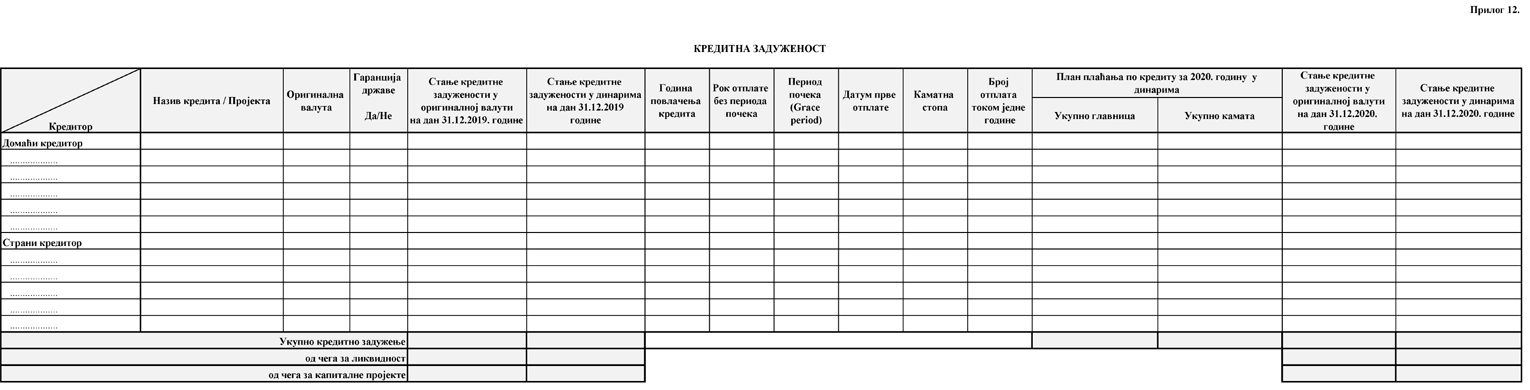 Прилог 12.
КРЕДИТНА ЗАДУЖЕНОСТ
Кредитор
Назив кредита / Пројекта
Оригинална
валута
Гаранција
државе
Да/Не
Стање кредитне
задужености у
оригиналној валути
на дан 31.12.2019. године
Стање кредитне
задужености у динарима
на дан 31.12.2019
године
Година
повлачења
кредита
Рок отплате
без периода
почека
Период
почека
(Grace
period)
Датум прве
отплате
Каматна
стопа
Број
отплата
током једне
године
План плаћања по кредиту за 2020. годину у
динарима
Укупно главница
Укупно камата
Стање кредитне
задужености у
оригиналној валути
на дан 31.12.2020.
године
Стање кредитне
задужености у динарима
на дан 31.12.2020. године
Домаћи кредитор
...................
...................
...................
...................
...................
Страни кредитор
...................
...................
...................
...................
...................
Укупно кредитно задужење
од чега за ликвидност
од чега за капиталне пројекте